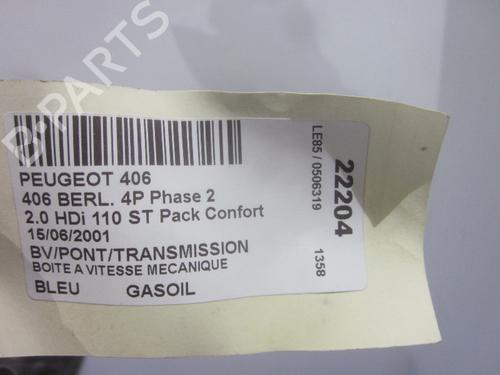 B-PARTS
PEUGEOT 406
406 BERL. 4P Phase 2
2.0 HDi 110 ST Pack Confort
15/06/2001
BV/PONT/TRANSMISSION
BOITE A VITESSE MECANIQUE
BLEU GASOIL
LE85 / 0506319
1358
22204